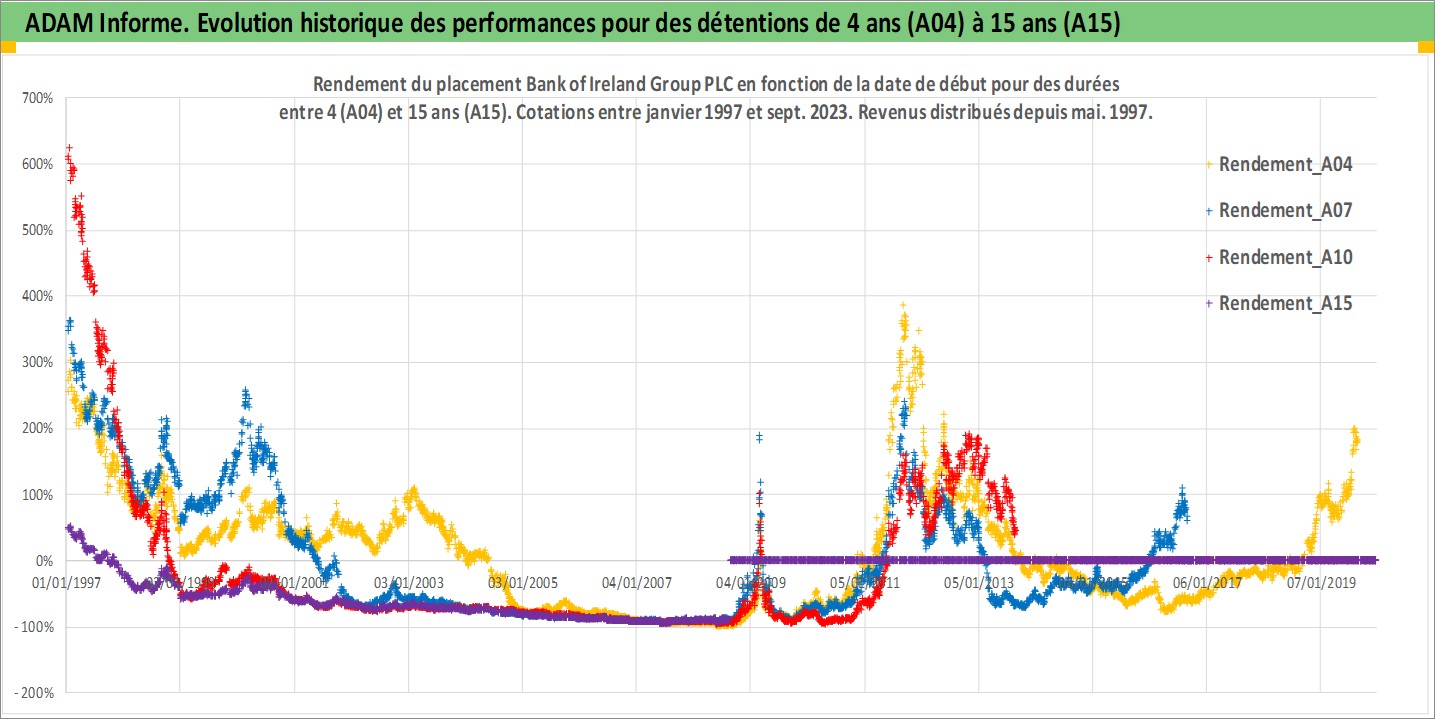 ADAM Informe. Evolution historique des performances pour des détentions de 4 ans (A04) à 15 ans (A15)
Rendement du placement Bank of Ireland Group PLC en fonction de la date de début pour des durées
entre 4 (A04) et 15 ans (A15). Cotations entre janvier 1997 et sept. 2023. Revenus distribués depuis mai. 1997.
700%
600%
500%
400%
300%
200%
100%
0%
-100%
-200%
Rendement_A04
Rendement_A07
Rendement_A10
Rendement_A15
01/01/1997
03/03/2003
03/01/2005
04/01/2007
05/01/2013
06/01/2017
07/01/2019